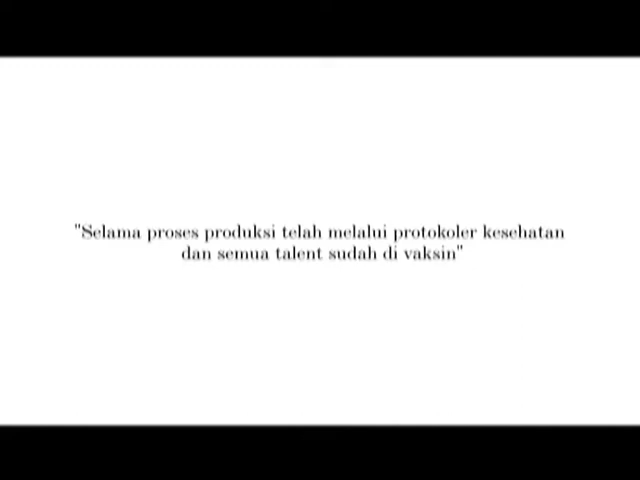 "Selama proses produksi telah melalui protokoler kesehatan
dan semua talent sudah di vaksin"